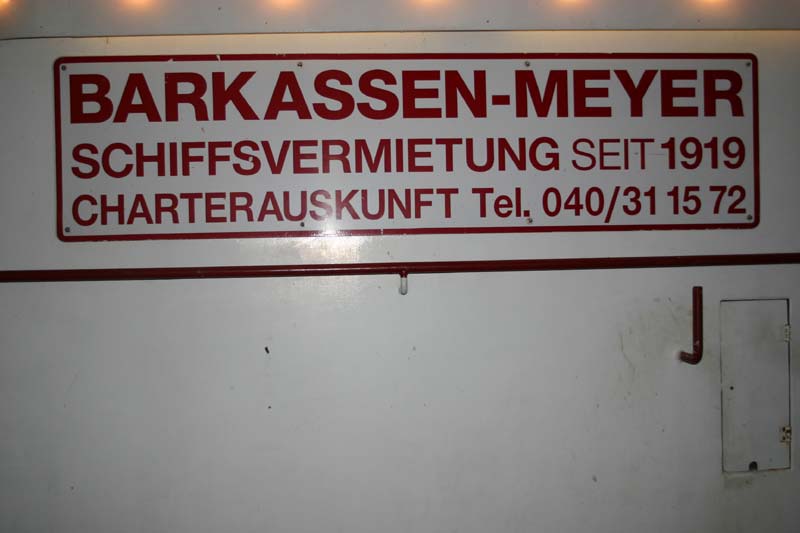 BARKASSEN-MEYER
SCHIFFSVERMIETUNG SEIT 1919
CHARTERAUSKUNFT Tel. 040/31 15 72